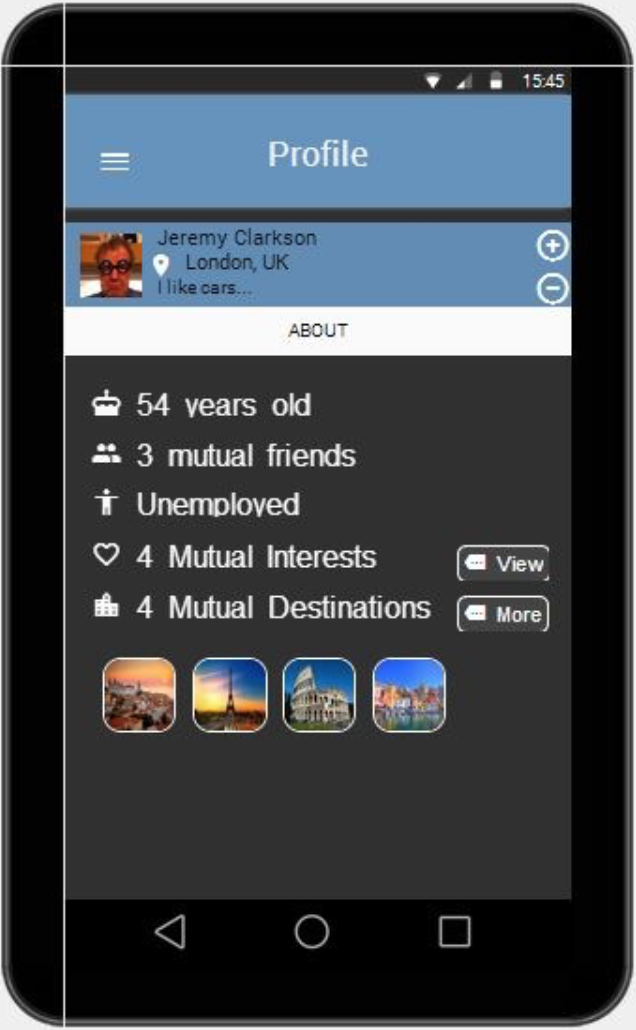 15:45
Profile
Jeremy Clarkson
London, UK
I like cars...
ABOUT
54 years old
3 mutual friends
Unemployed
4 Mutual Interests
View
4 Mutual Destinations
More